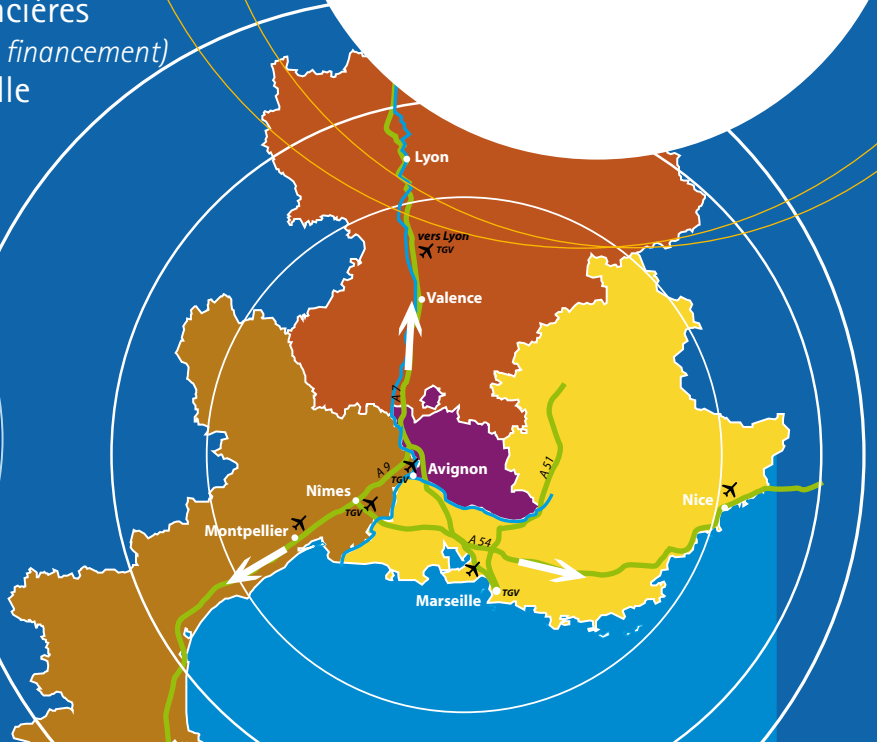 ncières
financement)
lle
Lyon
vers Lyon
TGV
Valence
A 7
A 9
Avignon
TGV
A 51
Nîmes
TGV
Nice
Montpellier
A 54
Marseille
TGV